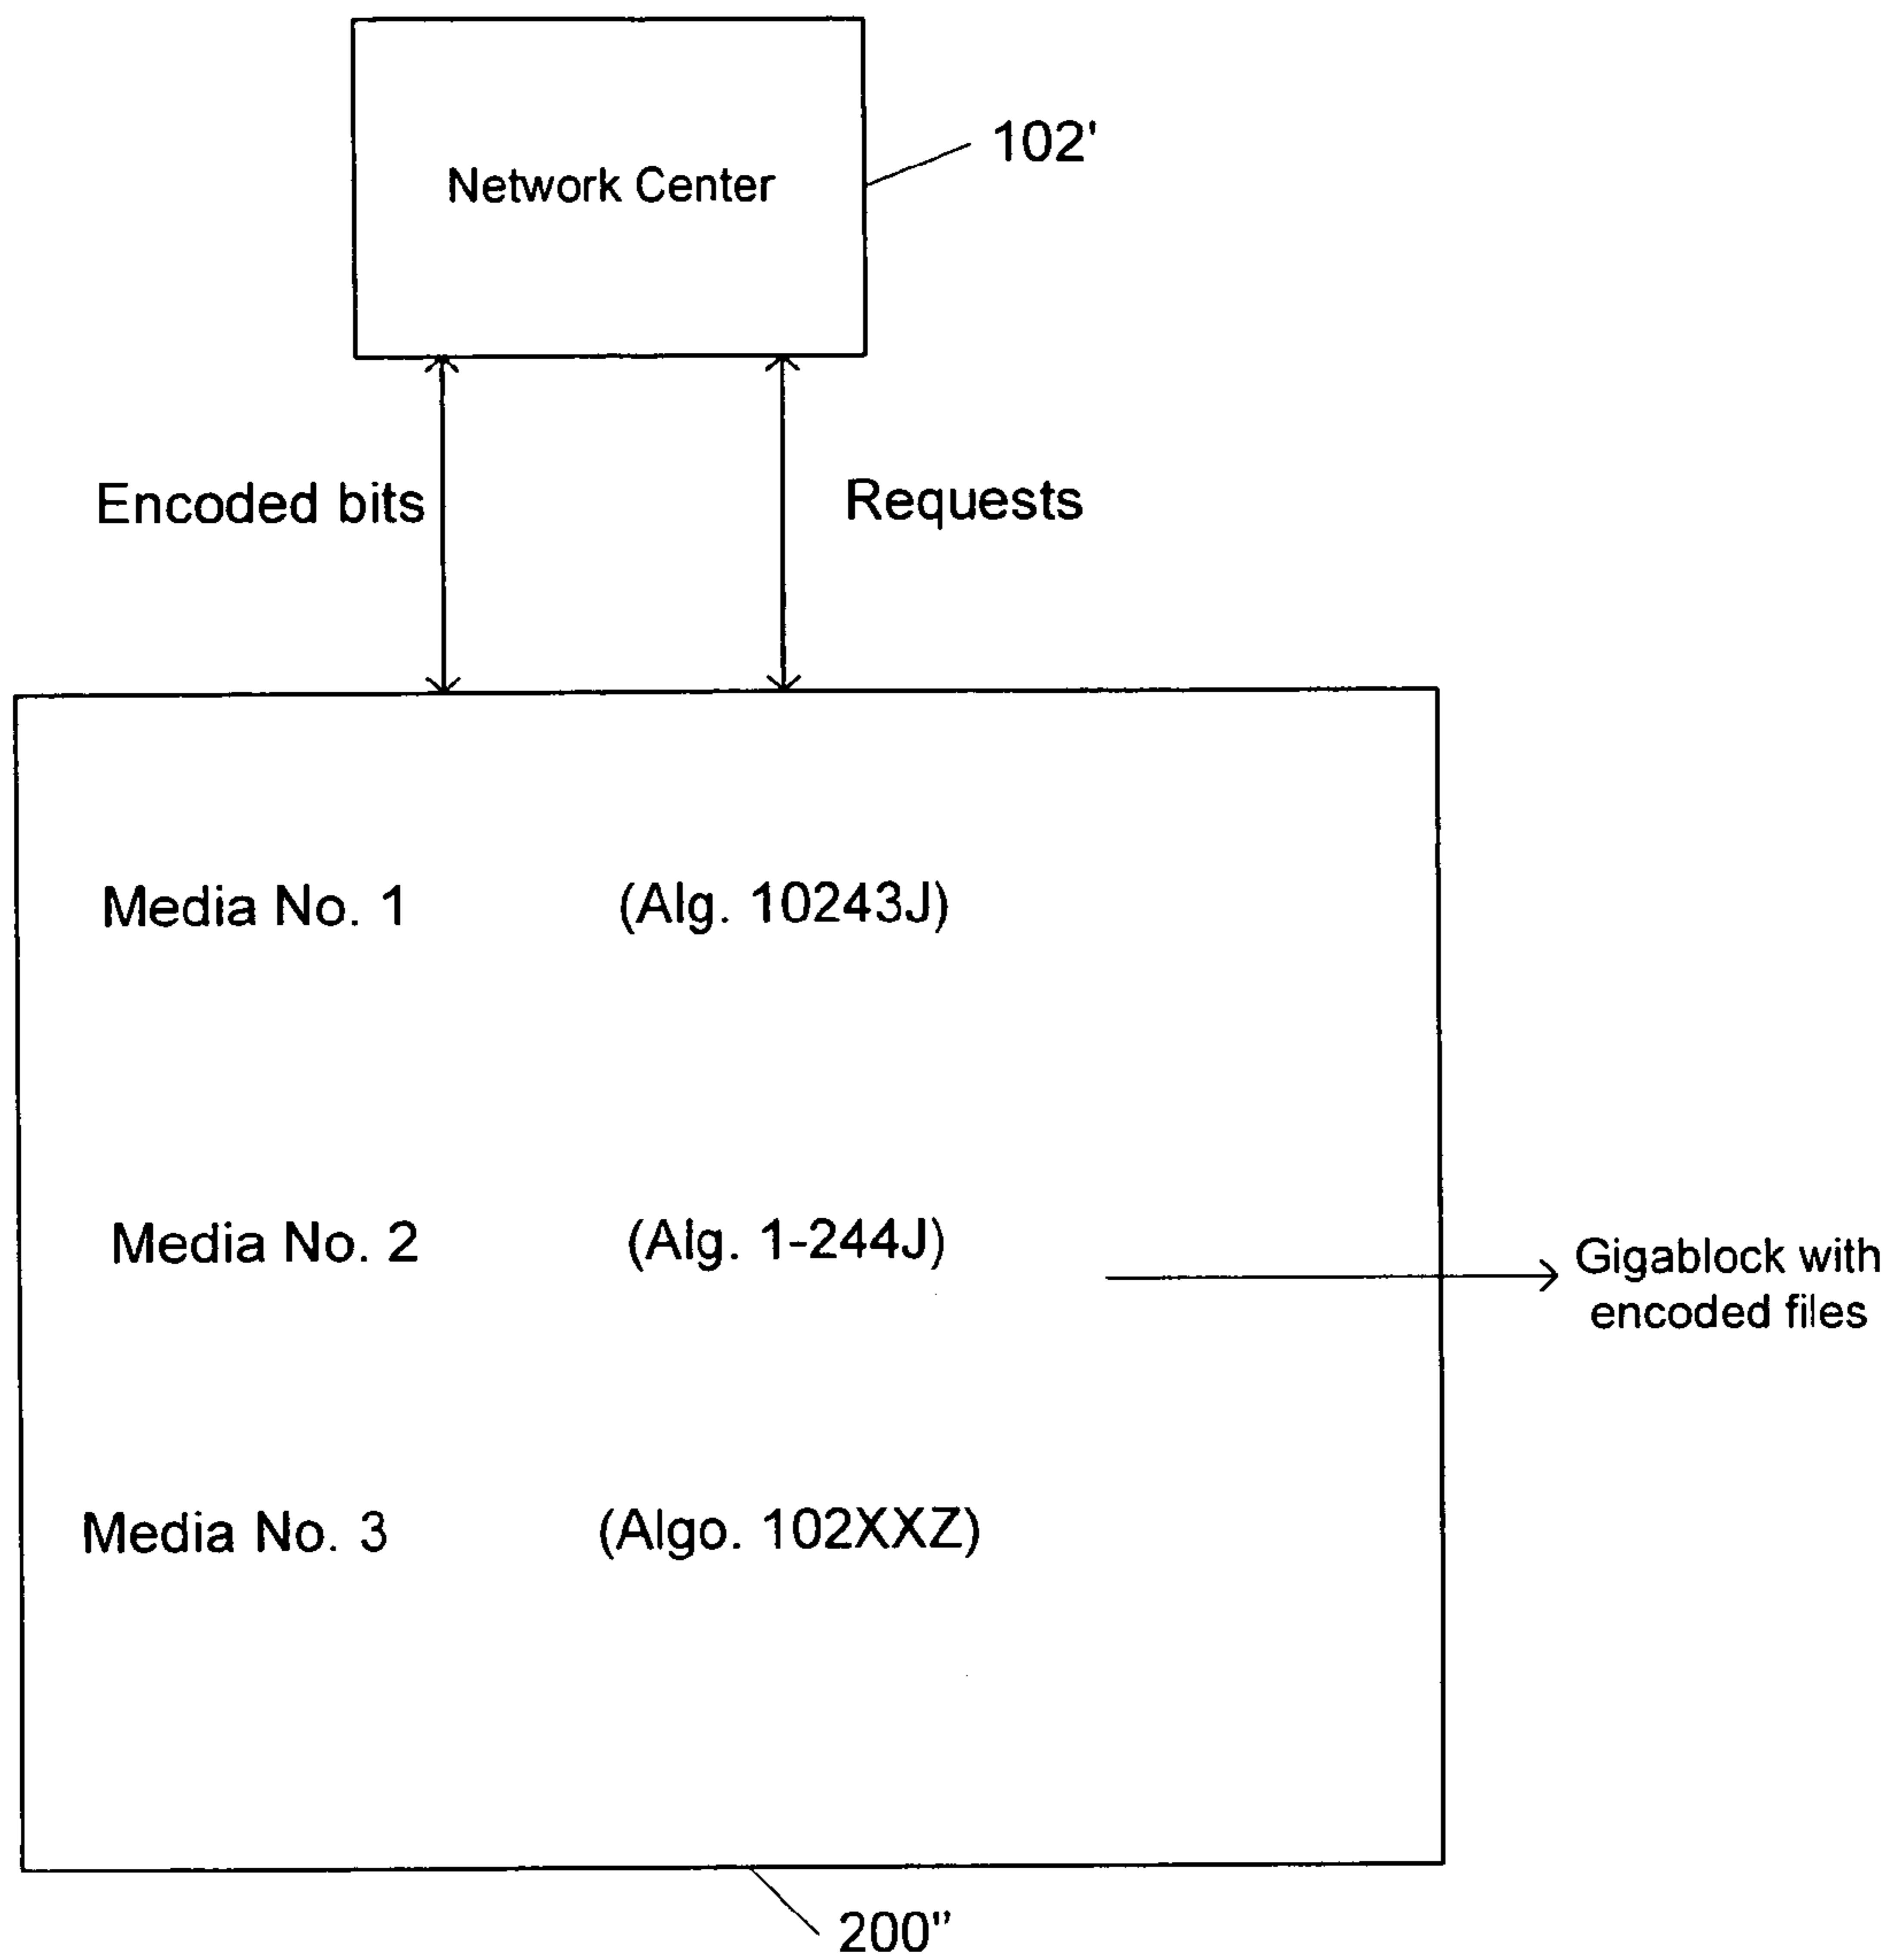 Network Center
102'
Encoded bits
Requests
Media No. 1 (Alg. 10243J)
Media No. 2 (Alg. 1-244J)
Gigablock with
encoded files
Media No. 3 (Algo. 102XXZ)
200"